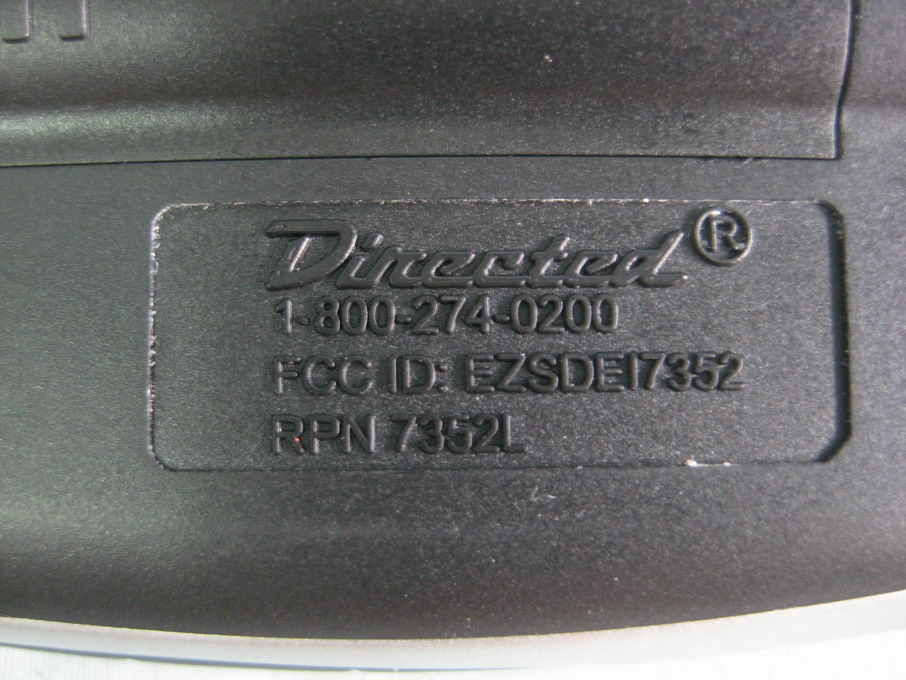 Directed®
1-800-274-0200
FCC ID: EZSDEI7352
RPN 7352L